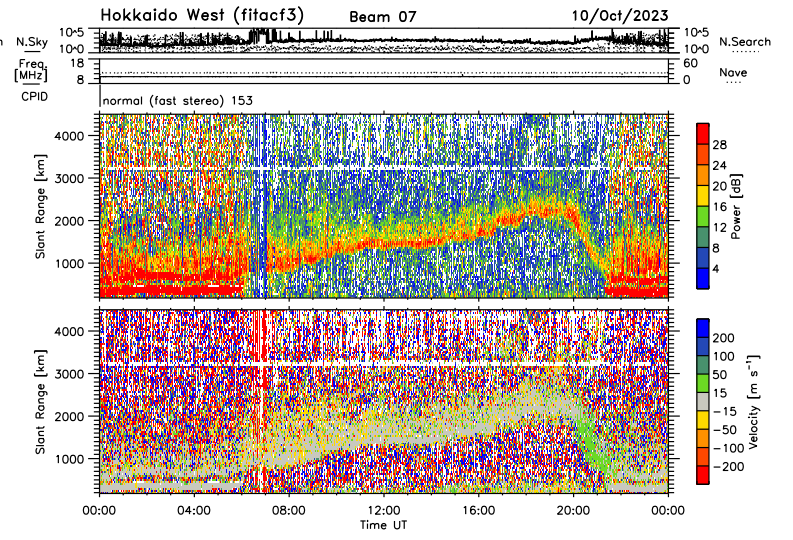 Hokkaido West (fitacf3) Beam 07 10/Oct/2023
N.Sky 10^5 10^0 10^5 10^0 N.Search
Freq. [MHz] 18 8 60 0 Nave
CPID normal (fast stereo) 153
Slant Range [km] 4000 3000 2000 1000
28 24 20 16 12 8 4 Power [dB]
Slant Range [km] 4000 3000 2000 1000
200 100 50 15 -15 -50 -100 -200 Velocity [m s⁻¹]
00:00 04:00 08:00 12:00 16:00 20:00 00:00
Time UT